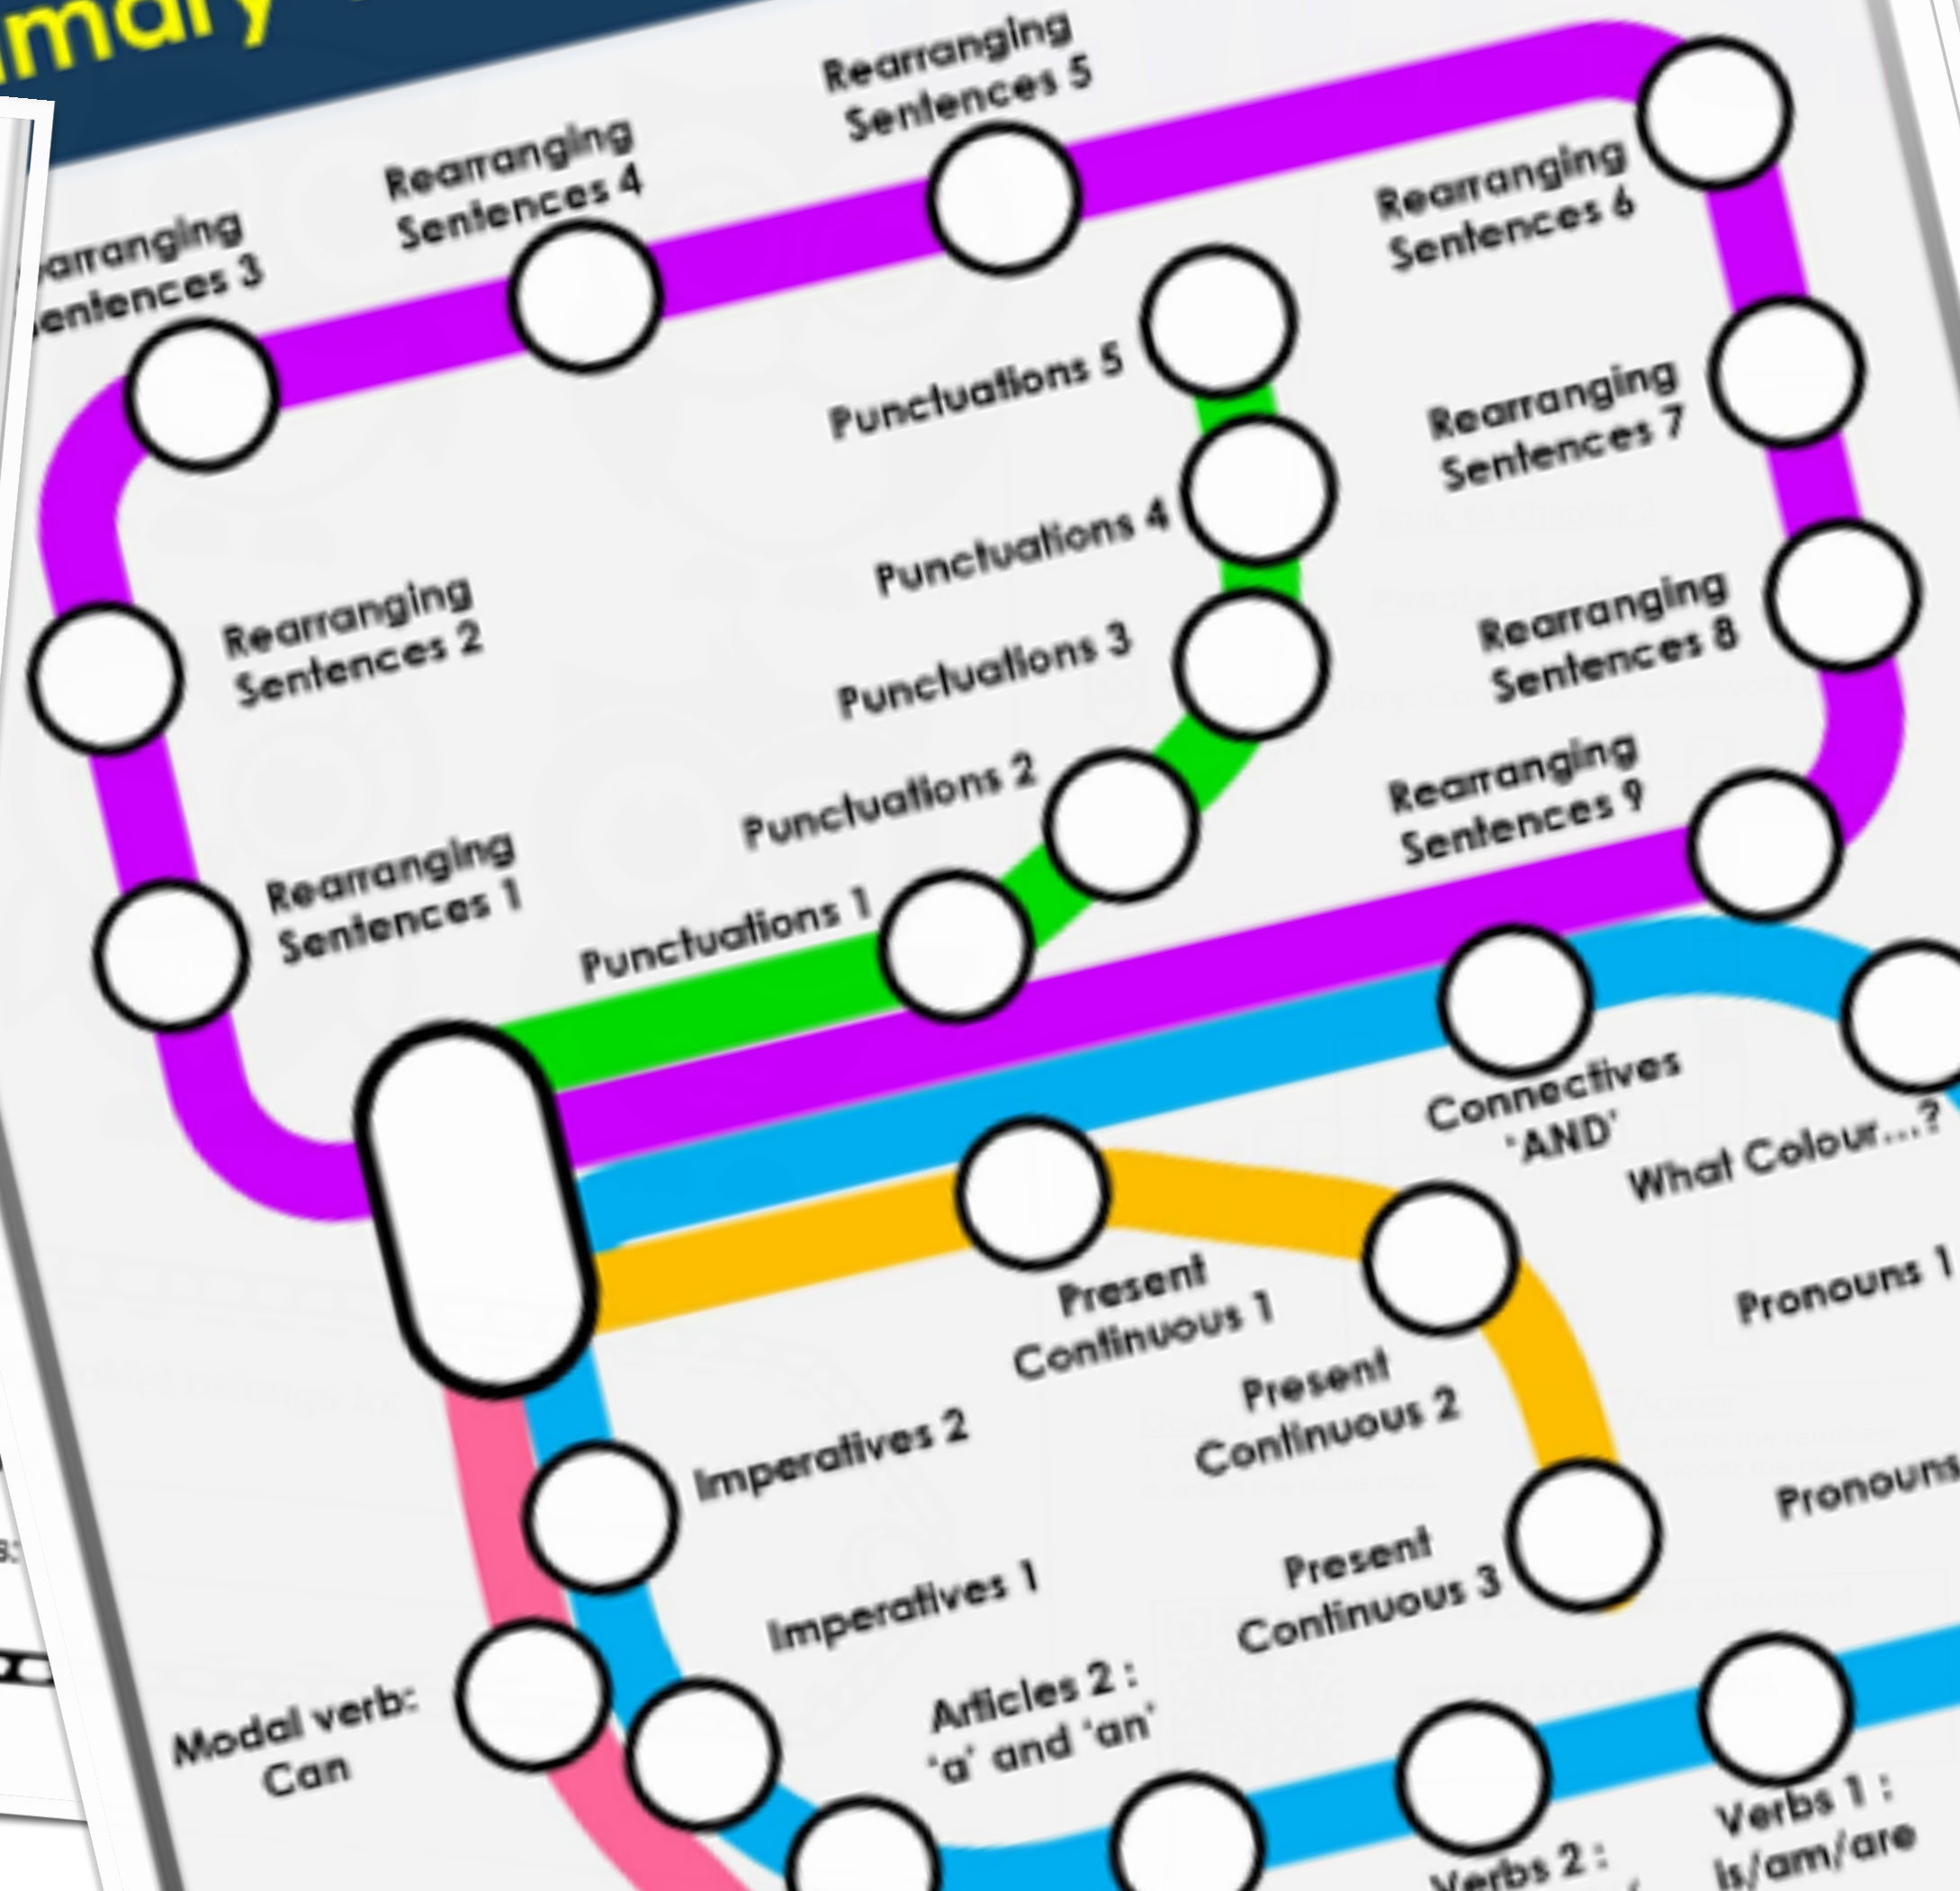 Rearranging
Sentences 5
Rearranging
Sentences 4
Rearranging
Sentences 6
Sentences 3
Punctuations 5
Rearranging
Sentences 7
Punctuations 4
Rearranging
Sentences 2
Rearranging
Sentences 8
Punctuations 3
Punctuations 2
Rearranging
Sentences 9
Rearranging
Sentences 1
Punctuations 1
Connectives
'AND'
What Colour...?
Present
Continuous 1
Pronouns 1
Present
Continuous 2
Imperatives 2
Pronouns
Present
Continuous 3
Imperatives 1
Articles 2 :
'a' and 'an'
Modal verb:
Can
Verbs 1 :
is/am/are
Verbs 2 :